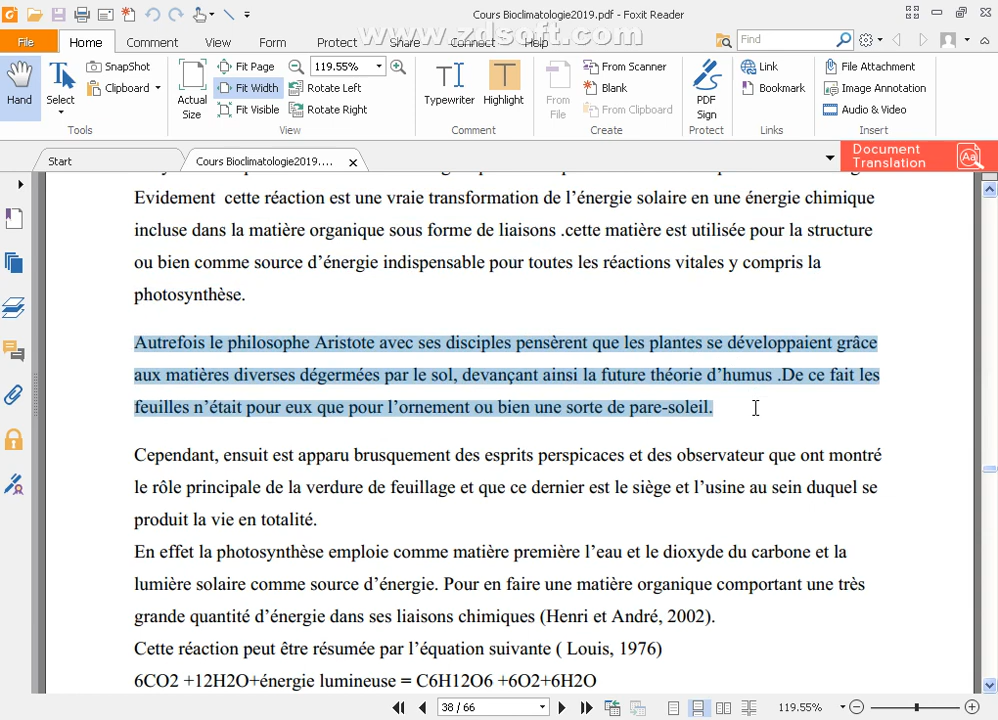 Cours Bioclimatologie2019.pdf - Foxit Reader
File Home Comment View Form Protect Share Connect Help Find
www.zdsoft.com
Hand
Select
SnapShot
Clipboard
Tools
Actual Size
Fit Page
Fit Width
Fit Visible
119.55%
Rotate Left
Rotate Right
View
Typewriter
Highlight
Comment
From File
From Scanner
Blank
From Clipboard
Create
PDF Sign
Protect
Link
Bookmark
Links
File Attachment
Image Annotation
Audio & Video
Insert
Start
Cours Bioclimatologie2019....
Document Translation
Evidement cette réaction est une vraie transformation de l’énergie solaire en une énergie chimique
incluse dans la matière organique sous forme de liaisons .cette matière est utilisée pour la structure
ou bien comme source d’énergie indispensable pour toutes les réactions vitales y compris la
photosynthèse.
Autrefois le philosophe Aristote avec ses disciples pensèrent que les plantes se développaient grâce
aux matières diverses dégermées par le sol, devançant ainsi la future théorie d’humus .De ce fait les
feuilles n’était pour eux que pour l’ornement ou bien une sorte de pare-soleil.
Cependant, ensuit est apparu brusquement des esprits perspicaces et des observateur que ont montré
le rôle principale de la verdure de feuillage et que ce dernier est le siège et l’usine au sein duquel se
produit la vie en totalité.
En effet la photosynthèse emploie comme matière première l’eau et le dioxyde du carbone et la
lumière solaire comme source d’énergie. Pour en faire une matière organique comportant une très
grande quantité d’énergie dans ses liaisons chimiques (Henri et André, 2002).
Cette réaction peut être résumée par l’équation suivante ( Louis, 1976)
6CO2 +12H2O+énergie lumineuse = C6H12O6 +6O2+6H2O
38 / 66
119.55%